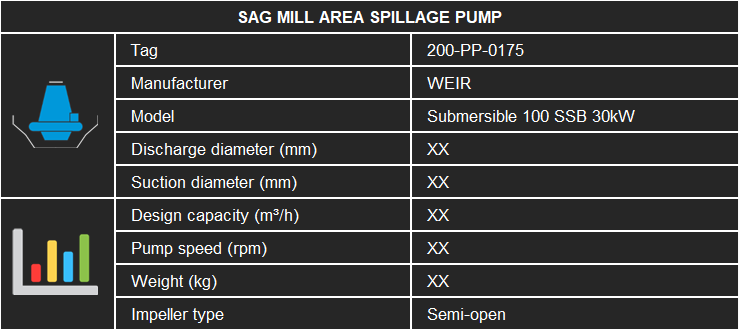 SAG MILL AREA SPILLAGE PUMP
Tag 200-PP-0175
Manufacturer WEIR
Model Submersible 100 SSB 30kW
Discharge diameter (mm) XX
Suction diameter (mm) XX
Design capacity (m³/h) XX
Pump speed (rpm) XX
Weight (kg) XX
Impeller type Semi-open